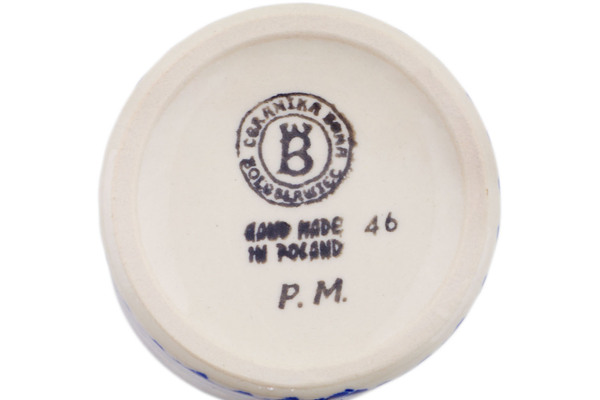 CERAMIKA BONA
B
BOLESLAWIEC
HAND MADE 46
IN POLAND
P. M.